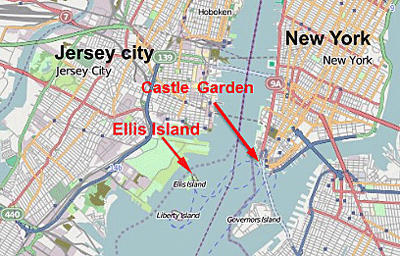 Hoboken
Jersey city
New York
Jersey City
139
New York
9A
Castle Garden
Ellis Island
Ellis Island
Liberty Island
Governors Island
440